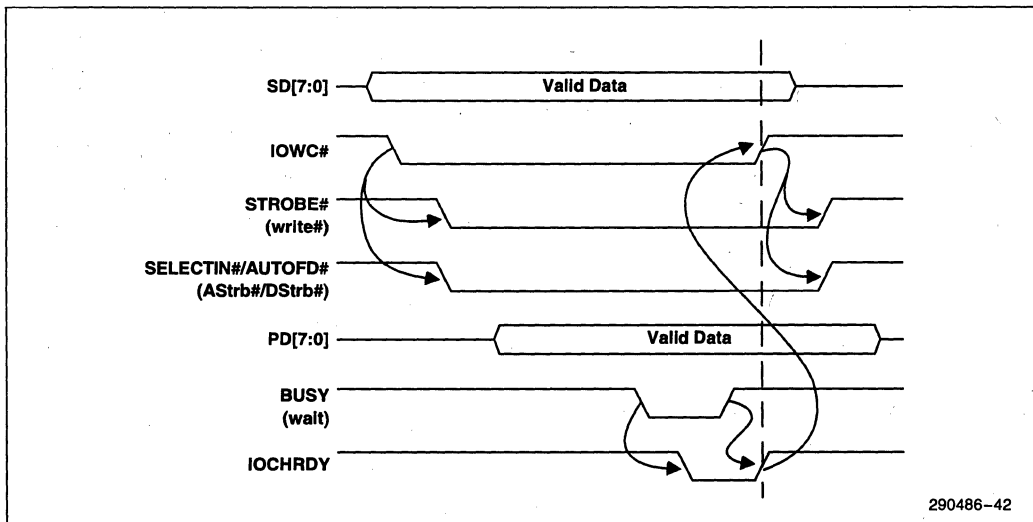 SD[7:0]
Valid Data
IOWC#
STROBE#
(write#)
SELECTIN#/AUTOFD#
(AStrb#/DStrb#)
PD[7:0]
Valid Data
BUSY
(wait)
IOCHRDY
290486-42